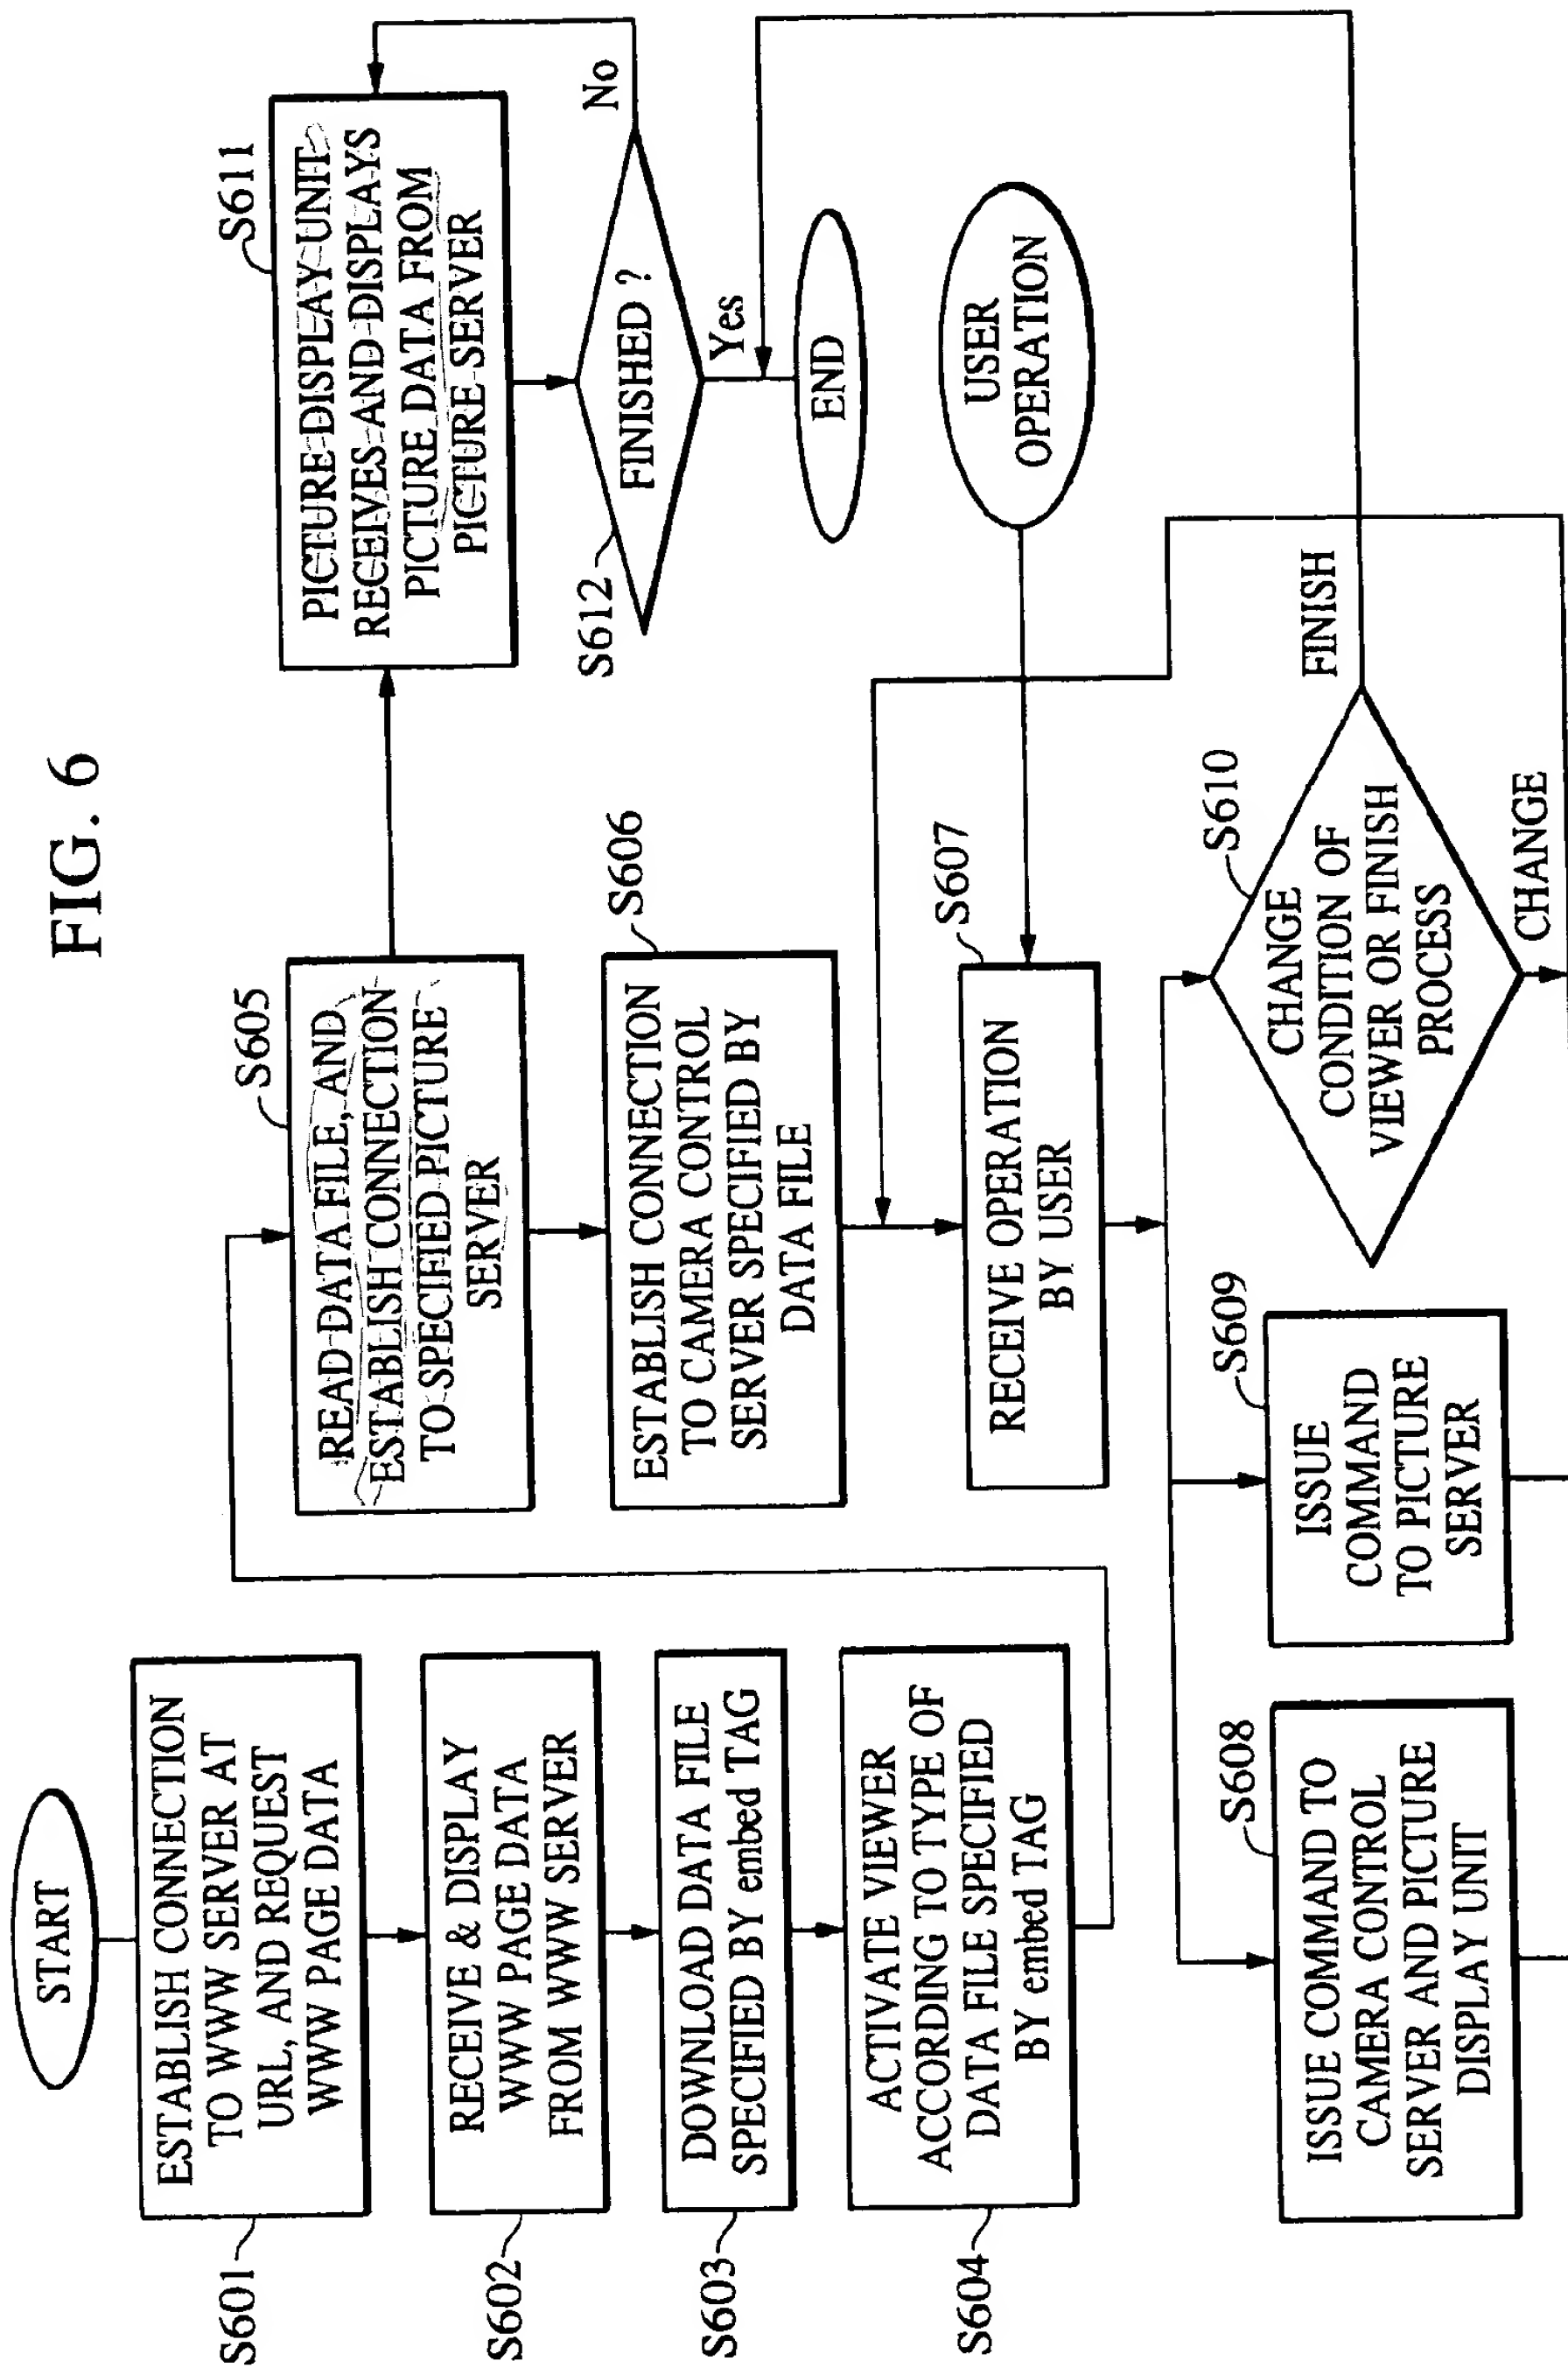 FIG. 6
START
S601
ESTABLISH CONNECTION
TO WWW SERVER AT
URL, AND REQUEST
WWW PAGE DATA
S602
RECEIVE & DISPLAY
WWW PAGE DATA
FROM WWW SERVER
S603
DOWNLOAD DATA FILE
SPECIFIED BY embed TAG
S604
ACTIVATE VIEWER
ACCORDING TO TYPE OF
DATA FILE SPECIFIED
BY embed TAG
S605
READ DATA FILE, AND
ESTABLISH CONNECTION
TO SPECIFIED PICTURE
SERVER
S606
ESTABLISH CONNECTION
TO CAMERA CONTROL
SERVER SPECIFIED BY
DATA FILE
S607
RECEIVE OPERATION
BY USER
USER
OPERATION
S608
ISSUE COMMAND TO
CAMERA CONTROL
SERVER AND PICTURE
DISPLAY UNIT
S609
ISSUE
COMMAND
TO PICTURE
SERVER
S610
CHANGE
CONDITION OF
VIEWER OR FINISH
PROCESS
FINISH
CHANGE
S611
PICTURE DISPLAY UNIT
RECEIVES AND DISPLAYS
PICTURE DATA FROM
PICTURE SERVER
S612
FINISHED ?
No
Yes
END